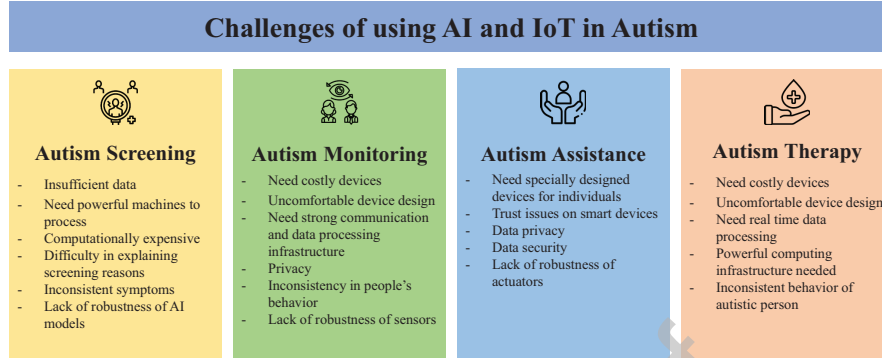 Challenges of using AI and IoT in Autism
Autism Screening
- Insufficient data
- Need powerful machines to
process
- Computationally expensive
- Difficulty in explaining
screening reasons
- Inconsistent symptoms
- Lack of robustness of AI
models
Autism Monitoring
- Need costly devices
- Uncomfortable device design
- Need strong communication
and data processing
infrastructure
- Privacy
- Inconsistency in people's
behavior
- Lack of robustness of sensors
Autism Assistance
- Need specially designed
devices for individuals
- Trust issues on smart devices
- Data privacy
- Data security
- Lack of robustness of
actuators
Autism Therapy
- Need costly devices
- Uncomfortable device design
- Need real time data
processing
- Powerful computing
infrastructure needed
- Inconsistent behavior of
autistic person